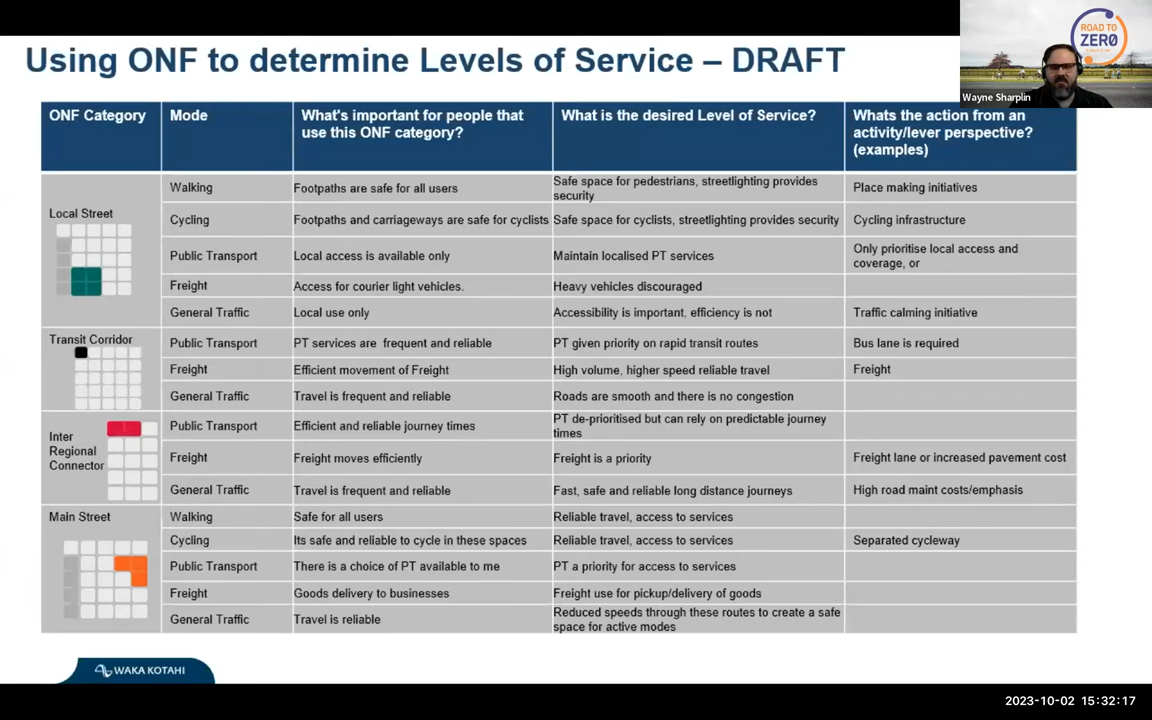 Using ONF to determine Levels of Service – DRAFT
ROAD TO
ZERO
Wayne Sharplin
ONF Category
Mode
What's important for people that
use this ONF category?
What is the desired Level of Service?
Whats the action from an
activity/lever perspective?
(examples)
Local Street
Walking
Footpaths are safe for all users
Safe space for pedestrians, streetlighting provides
security
Place making initiatives
Cycling
Footpaths and carriageways are safe for cyclists
Safe space for cyclists, streetlighting provides security
Cycling infrastructure
Public Transport
Local access is available only
Maintain localised PT services
Only prioritise local access and
coverage, or
Freight
Access for courier light vehicles.
Heavy vehicles discouraged
General Traffic
Local use only
Accessibility is important, efficiency is not
Traffic calming initiative
Transit Corridor
Public Transport
PT services are frequent and reliable
PT given priority on rapid transit routes
Bus lane is required
Freight
Efficient movement of Freight
High volume, higher speed reliable travel
Freight
General Traffic
Travel is frequent and reliable
Roads are smooth and there is no congestion
Inter
Regional
Connector
Public Transport
Efficient and reliable journey times
PT de-prioritised but can rely on predictable journey
times
Freight
Freight moves efficiently
Freight is a priority
Freight lane or increased pavement cost
General Traffic
Travel is frequent and reliable
Fast, safe and reliable long distance journeys
High road maint costs/emphasis
Main Street
Walking
Safe for all users
Reliable travel, access to services
Cycling
Its safe and reliable to cycle in these spaces
Reliable travel, access to services
Separated cycleway
Public Transport
There is a choice of PT available to me
PT a priority for access to services
Freight
Goods delivery to businesses
Freight use for pickup/delivery of goods
General Traffic
Travel is reliable
Reduced speeds through these routes to create a safe
space for active modes
WAKA KOTAHI
2023-10-02 15:32:17